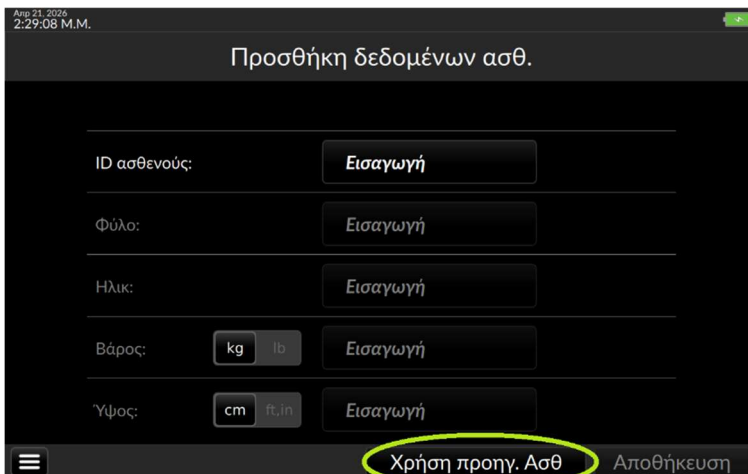 Απρ 21, 2026
2:29:08 Μ.Μ.
Προσθήκη δεδομένων ασθ.
ID ασθενούς: Εισαγωγή
Φύλο: Εισαγωγή
Ηλικ: Εισαγωγή
Βάρος: kg lb Εισαγωγή
Ύψος: cm ft,in Εισαγωγή
Χρήση προηγ. Ασθ Αποθήκευση